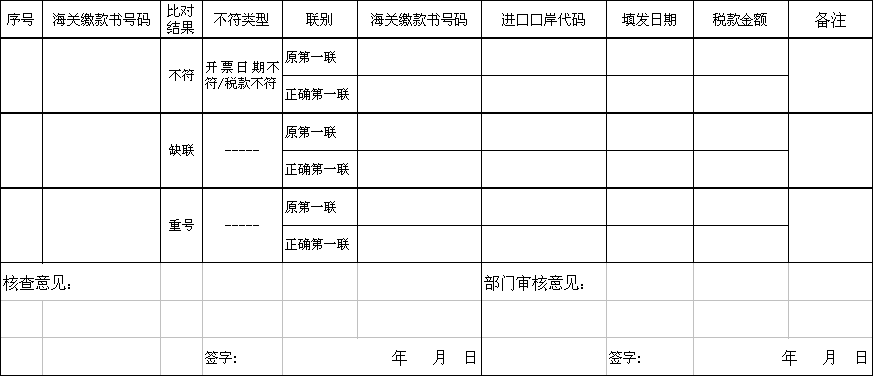 序号 海关缴款书号码 比对结果 不符类型 联别 海关缴款书号码 进口口岸代码 填发日期 税款金额 备注
不符 开票日期不符/税款不符 原第一联
正确第一联
缺联 ----- 原第一联
正确第一联
重号 ----- 原第一联
正确第一联
核查意见： 部门审核意见：
签字: 年 月 日 签字: 年 月 日